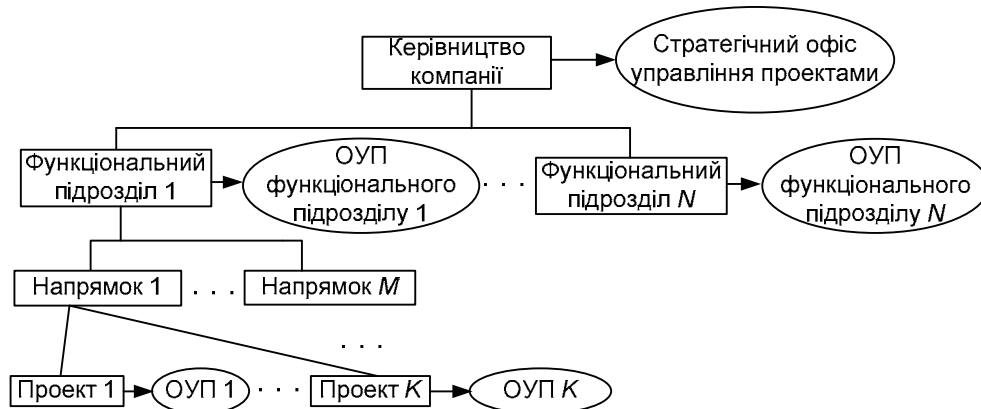 Керівництво
компанії
Стратегічний офіс
управління проектами
Функціональний
підрозділ 1
ОУП
функціонального
підрозділу 1
. . .
Функціональний
підрозділ N
ОУП
функціонального
підрозділу N
Напрямок 1
. . .
Напрямок M
. . .
Проект 1
ОУП 1
. . .
Проект K
ОУП K